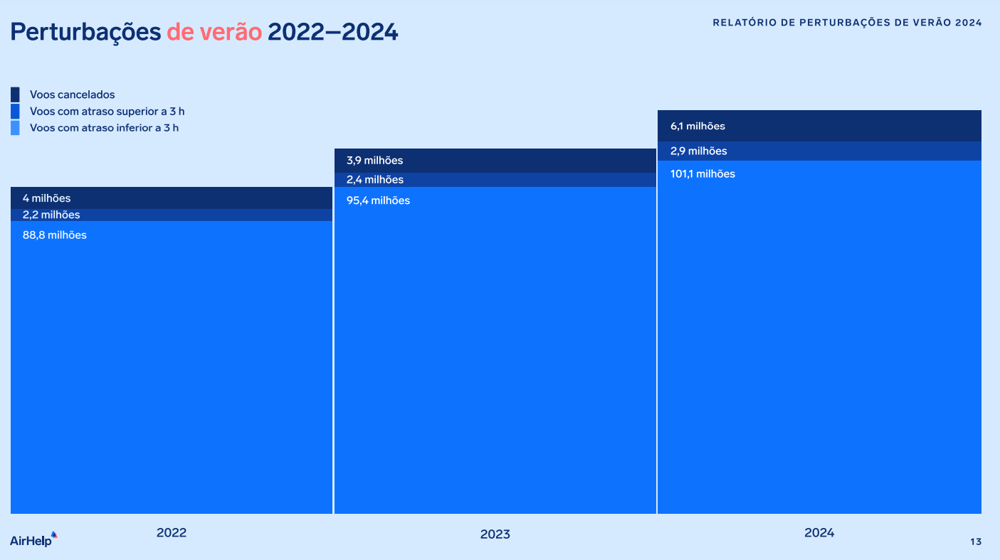 Perturbações de verão 2022–2024
RELATÓRIO DE PERTURBAÇÕES DE VERÃO 2024
Voos cancelados
Voos com atraso superior a 3 h
Voos com atraso inferior a 3 h
4 milhões
2,2 milhões
88,8 milhões
3,9 milhões
2,4 milhões
95,4 milhões
6,1 milhões
2,9 milhões
101,1 milhões
2022
2023
2024
AirHelp
13